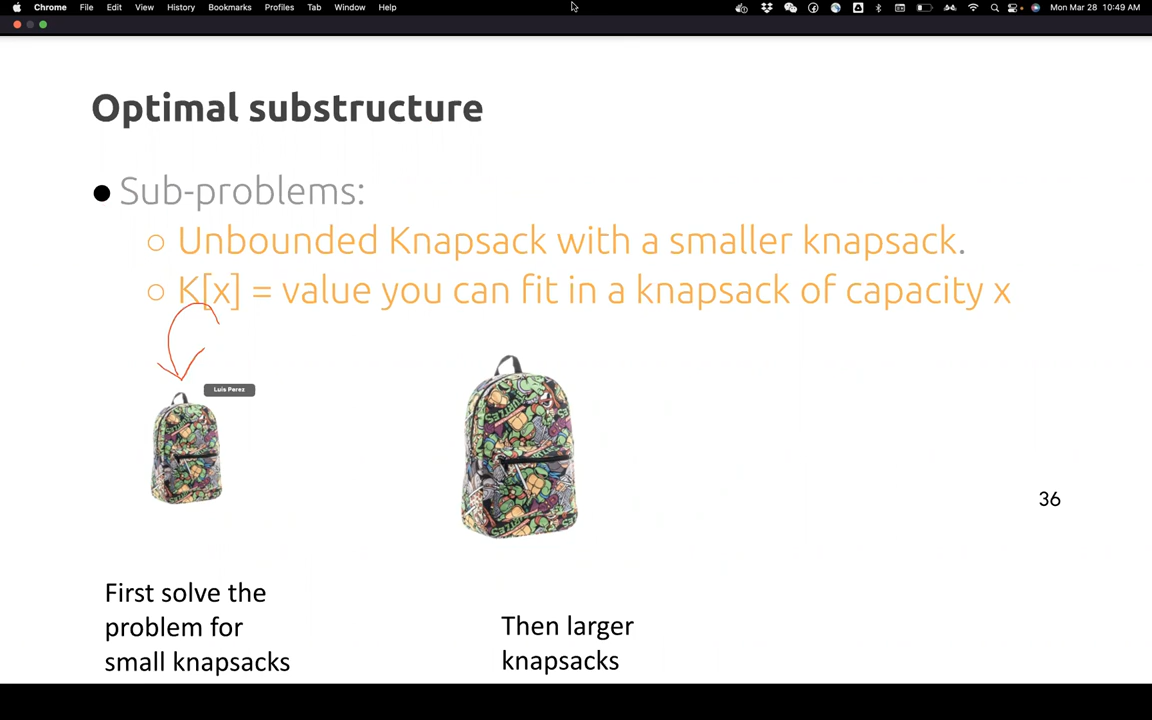 Chrome File Edit View History Bookmarks Profiles Tab Window Help Mon Mar 28 10:49 AM
Optimal substructure
Sub-problems:
Unbounded Knapsack with a smaller knapsack.
K[x] = value you can fit in a knapsack of capacity x
Luis Perez
36
First solve the
problem for
small knapsacks
Then larger
knapsacks